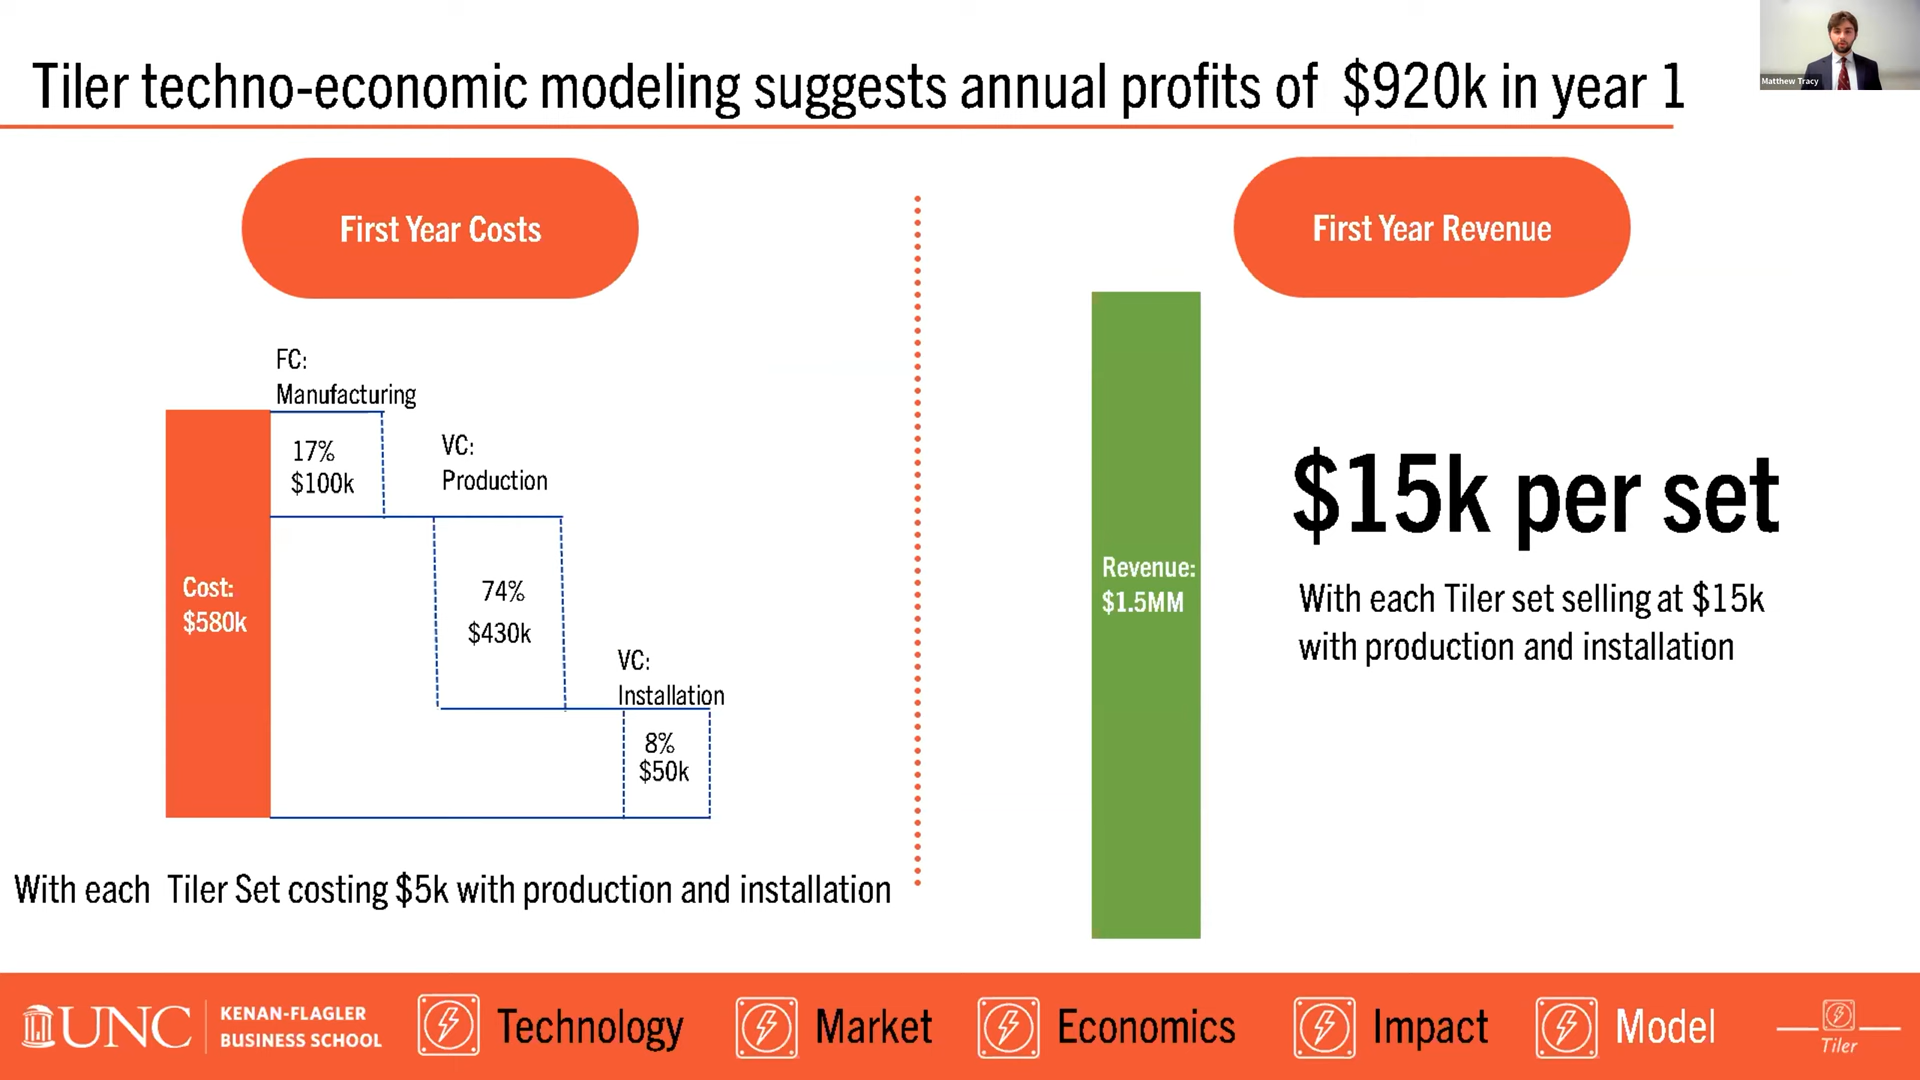 Tiler techno-economic modeling suggests annual profits of $920k in year 1
Matthew Tracy
First Year Costs
First Year Revenue
FC:
Manufacturing
17%
$100k
VC:
Production
74%
$430k
VC:
Installation
8%
$50k
Cost:
$580k
With each Tiler Set costing $5k with production and installation
Revenue:
$1.5MM
$15k per set
With each Tiler set selling at $15k
with production and installation
UNC
KENAN-FLAGLER
BUSINESS SCHOOL
Technology
Market
Economics
Impact
Model
Tiler